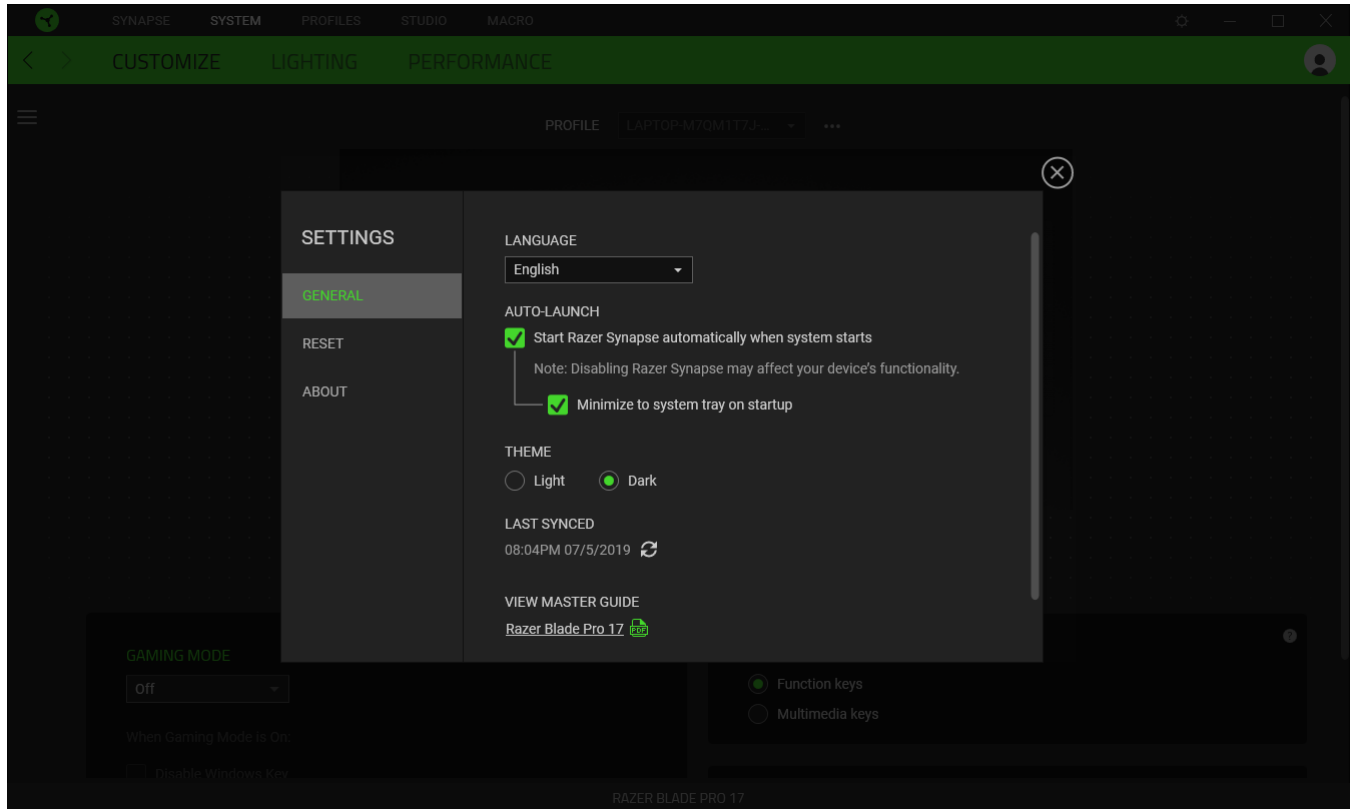 SYNAPSE SYSTEM PROFILES STUDIO MACRO
CUSTOMIZE LIGHTING PERFORMANCE
PROFILE LAPTOP-M7QM1T7J-...
SETTINGS
GENERAL
RESET
ABOUT
LANGUAGE
English
AUTO-LAUNCH
Start Razer Synapse automatically when system starts
Note: Disabling Razer Synapse may affect your device's functionality.
Minimize to system tray on startup
THEME
Light Dark
LAST SYNCED
08:04PM 07/5/2019
VIEW MASTER GUIDE
Razer Blade Pro 17 PDF
GAMING MODE
Off
When Gaming Mode is On:
Disable Windows Key
?
Function keys
Multimedia keys
RAZER BLADE PRO 17